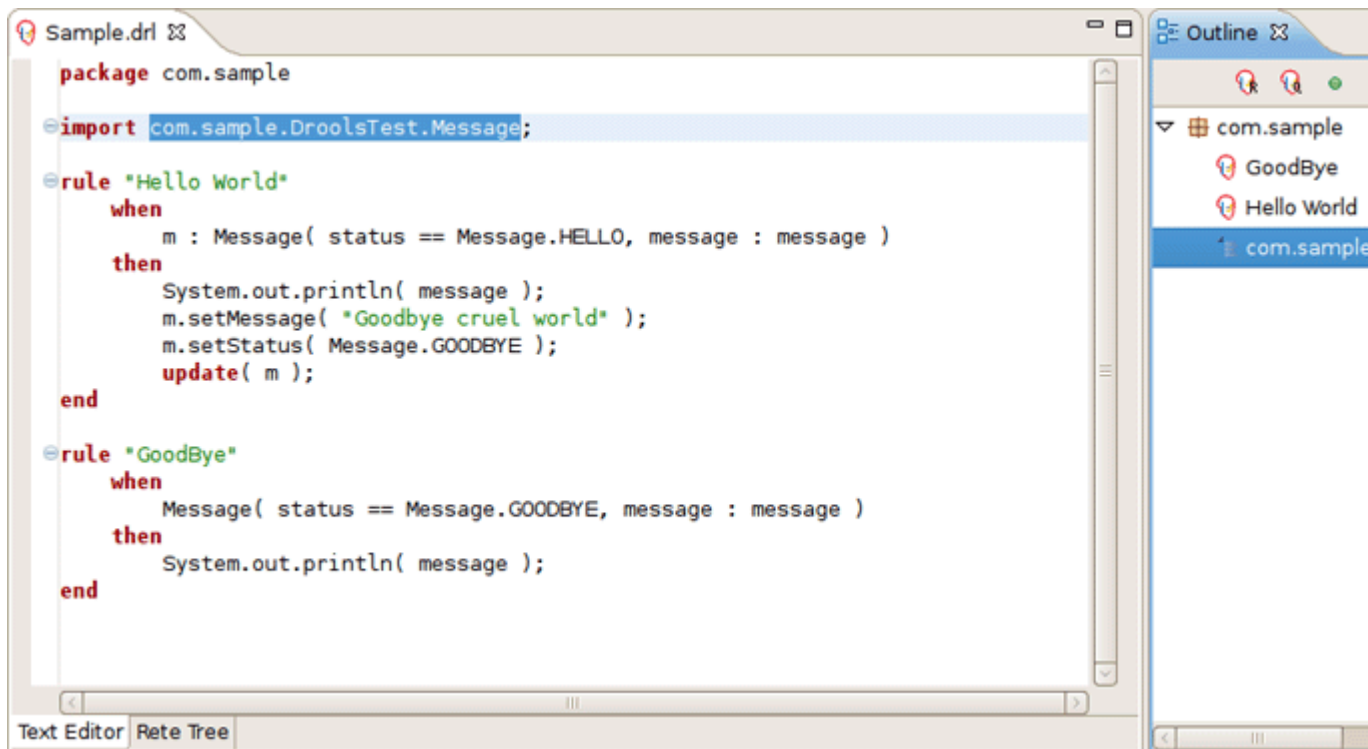 Sample.drl
package com.sample
import com.sample.DroolsTest.Message;
rule "Hello World"
when
m : Message( status == Message.HELLO, message : message )
then
System.out.println( message );
m.setMessage( "Goodbye cruel world" );
m.setStatus( Message.GOODBYE );
update( m );
end
rule "GoodBye"
when
Message( status == Message.GOODBYE, message : message )
then
System.out.println( message );
end
Text Editor
Rete Tree
Outline
com.sample
GoodBye
Hello World
com.sample